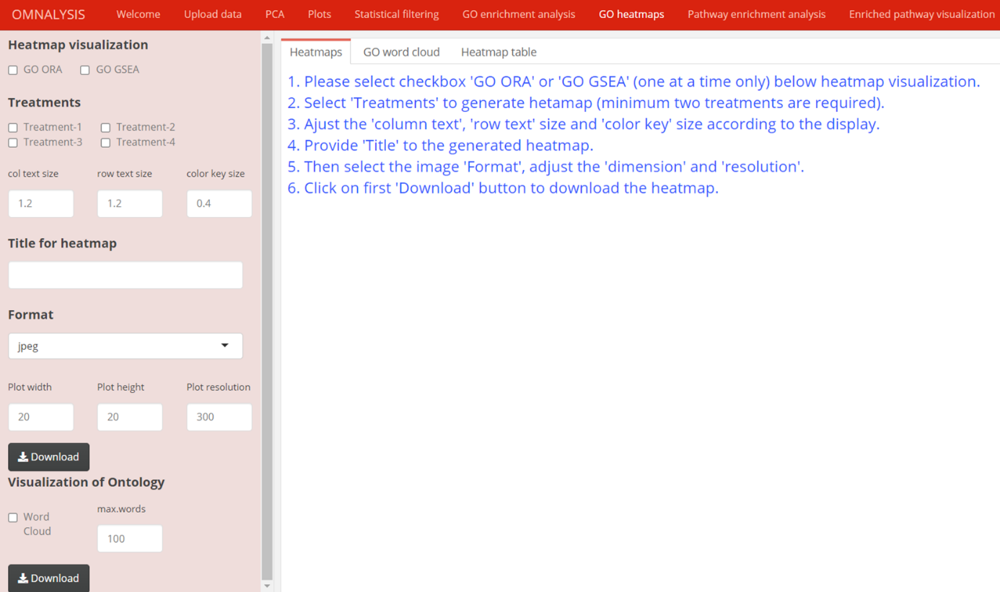 OMNALYSIS Welcome Upload data PCA Plots Statistical filtering GO enrichment analysis GO heatmaps Pathway enrichment analysis Enriched pathway visualization
Heatmap visualization
GO ORA GO GSEA
Treatments
Treatment-1 Treatment-2
Treatment-3 Treatment-4
col text size row text size color key size
1.2 1.2 0.4
Title for heatmap
Format
jpeg
Plot width Plot height Plot resolution
20 20 300
Download
Visualization of Ontology
max.words
Word
Cloud
100
Download
Heatmaps GO word cloud Heatmap table
1. Please select checkbox 'GO ORA' or 'GO GSEA' (one at a time only) below heatmap visualization.
2. Select 'Treatments' to generate hetamap (minimum two treatments are required).
3. Ajust the 'column text', 'row text' size and 'color key' size according to the display.
4. Provide 'Title' to the generated heatmap.
5. Then select the image 'Format', adjust the 'dimension' and 'resolution'.
6. Click on first 'Download' button to download the heatmap.